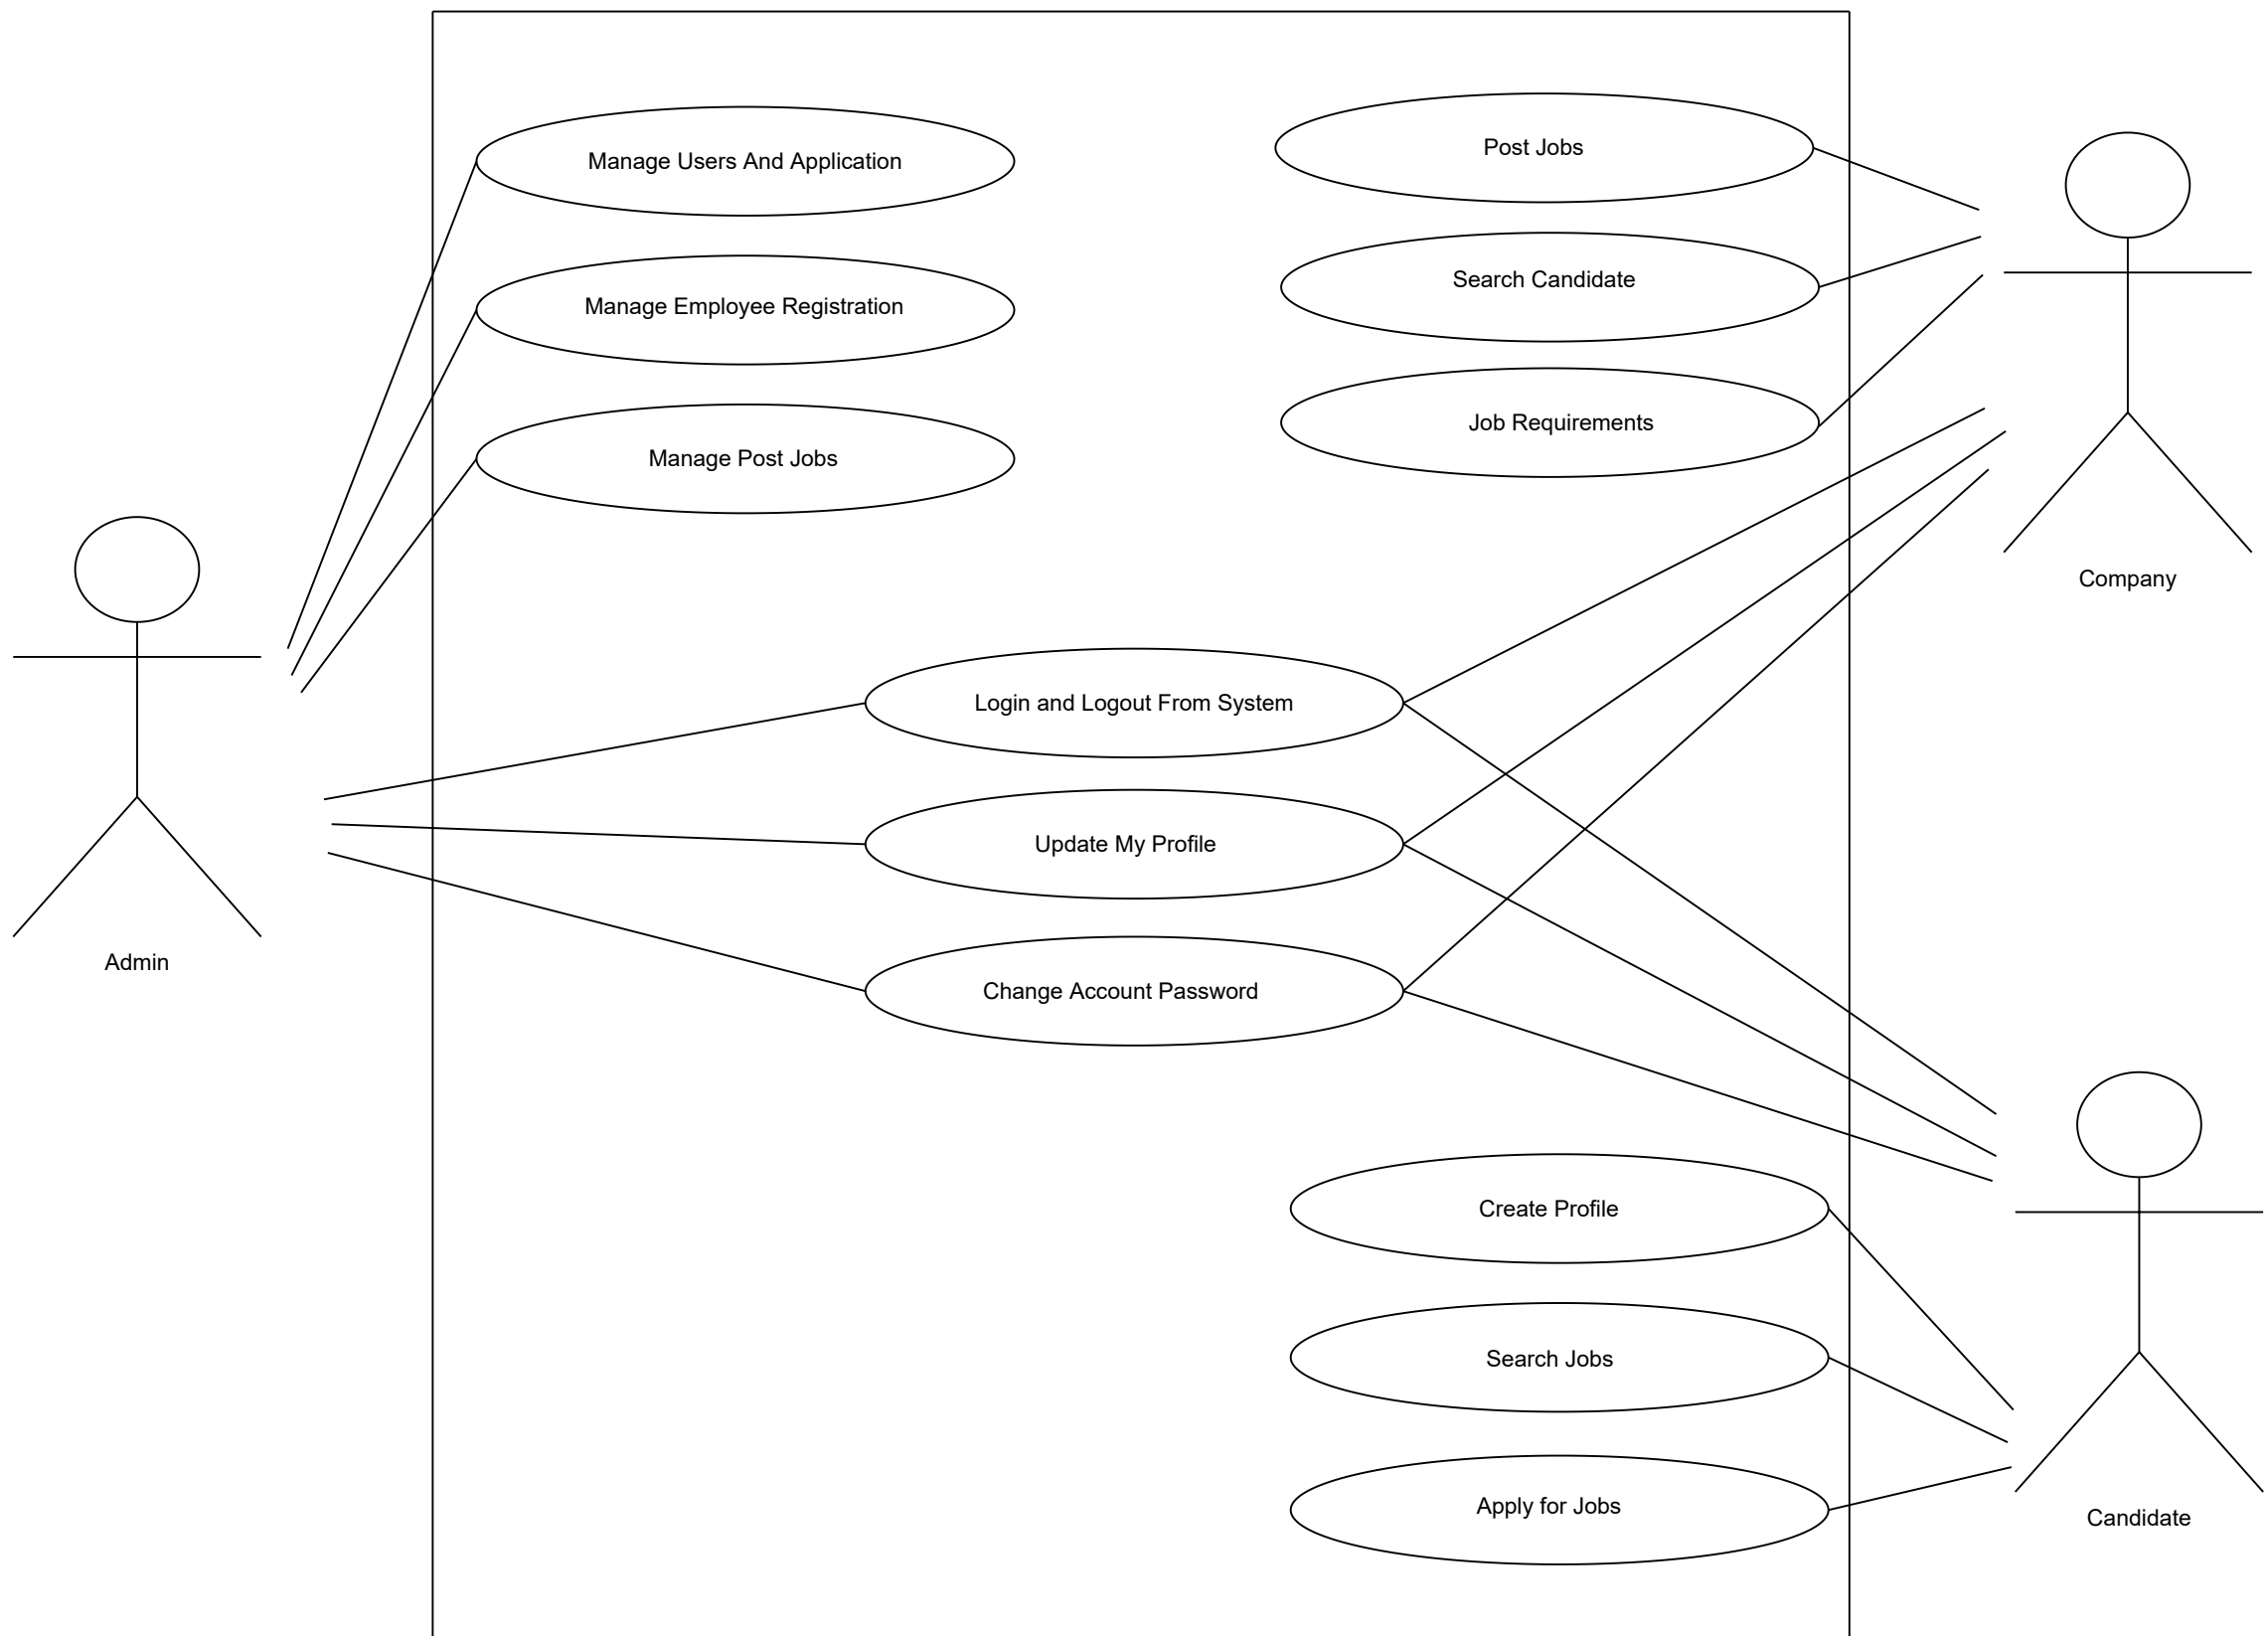 Manage Users And Application
Post Jobs
Search Candidate
Manage Employee Registration
Job Requirements
Manage Post Jobs
Company
Login and Logout From System
Update My Profile
Admin
Change Account Password
Create Profile
Search Jobs
Apply for Jobs
Candidate